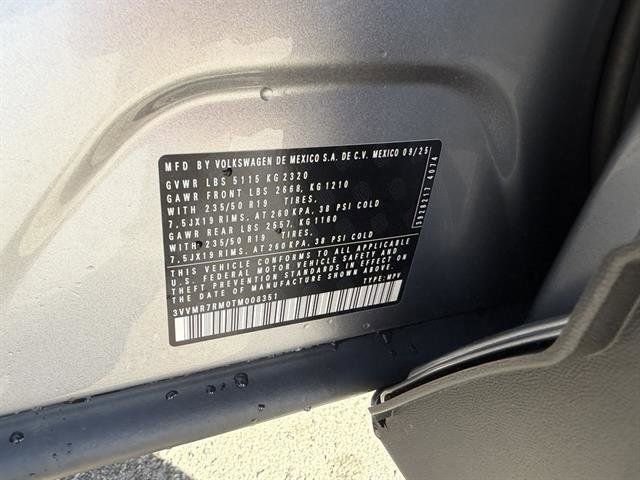 MFD BY VOLKSWAGEN DE MEXICO S.A. DE C.V. MEXICO 09/25
GVWR LBS 5115 KG 2320
GAWR FRONT LBS 2668, KG 1210
WITH 235/50 R19 TIRES.
7.5JX19 RIMS, AT 260 KPA, 38 PSI COLD
GAWR REAR LBS 2557, KG 1160
WITH 235/50 R19 TIRES.
7.5JX19 RIMS, AT 260KPA, 38 PSI COLD
THIS VEHICLE CONFORMS TO ALL APPLICABLE
U.S. FEDERAL MOTOR VEHICLE SAFETY AND
THEFT PREVENTION STANDARDS IN EFFECT ON
THE DATE OF MANUFACTURE SHOWN ABOVE.
TYPE: MPV
3VVMR7RM0TM008351
3928217 4074